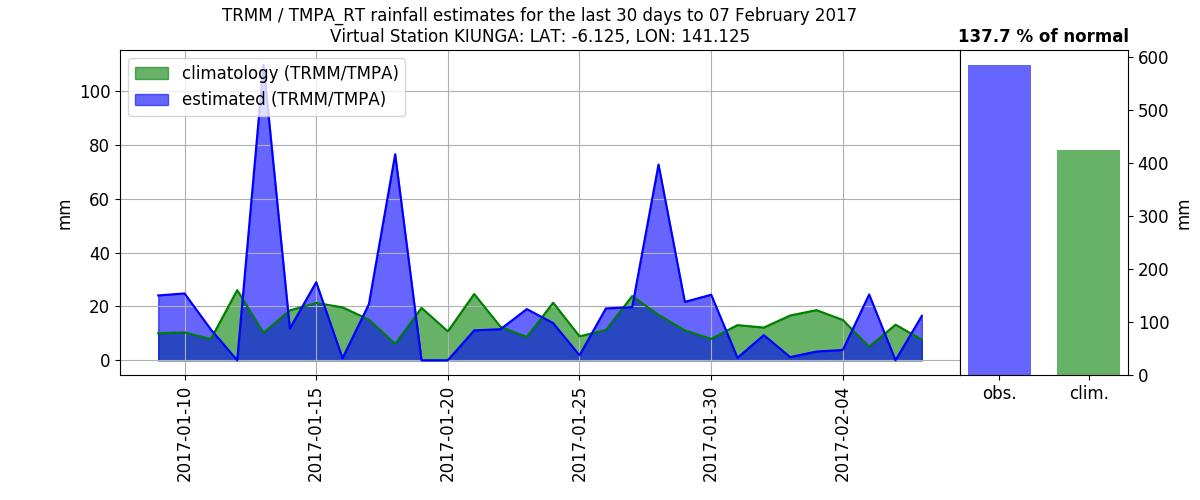 TRMM / TMPA_RT rainfall estimates for the last 30 days to 07 February 2017
Virtual Station KIUNGA: LAT: -6.125, LON: 141.125
137.7 % of normal
climatology (TRMM/TMPA)
estimated (TRMM/TMPA)
mm
100
80
60
40
20
0
2017-01-10
2017-01-15
2017-01-20
2017-01-25
2017-01-30
2017-02-04
600
500
400
300
200
100
0
mm
obs.
clim.